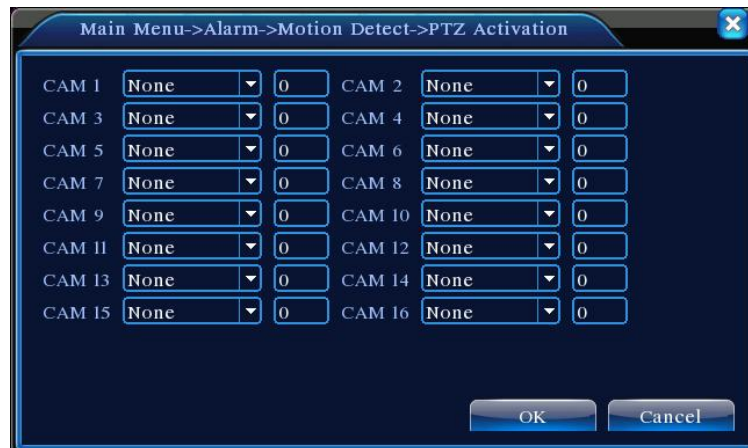 Main Menu->Alarm->Motion Detect->PTZ Activation
CAM 1 None 0 CAM 2 None 0
CAM 3 None 0 CAM 4 None 0
CAM 5 None 0 CAM 6 None 0
CAM 7 None 0 CAM 8 None 0
CAM 9 None 0 CAM 10 None 0
CAM 11 None 0 CAM 12 None 0
CAM 13 None 0 CAM 14 None 0
CAM 15 None 0 CAM 16 None 0
OK Cancel